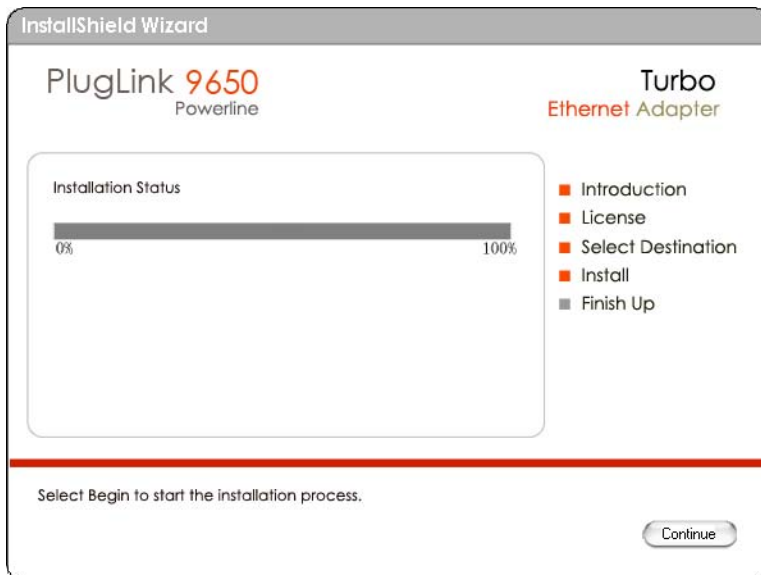 InstallShield Wizard
PlugLink 9650
Powerline
Turbo
Ethernet Adapter
Installation Status
0% 100%
Introduction
License
Select Destination
Install
Finish Up
Select Begin to start the installation process.
Continue